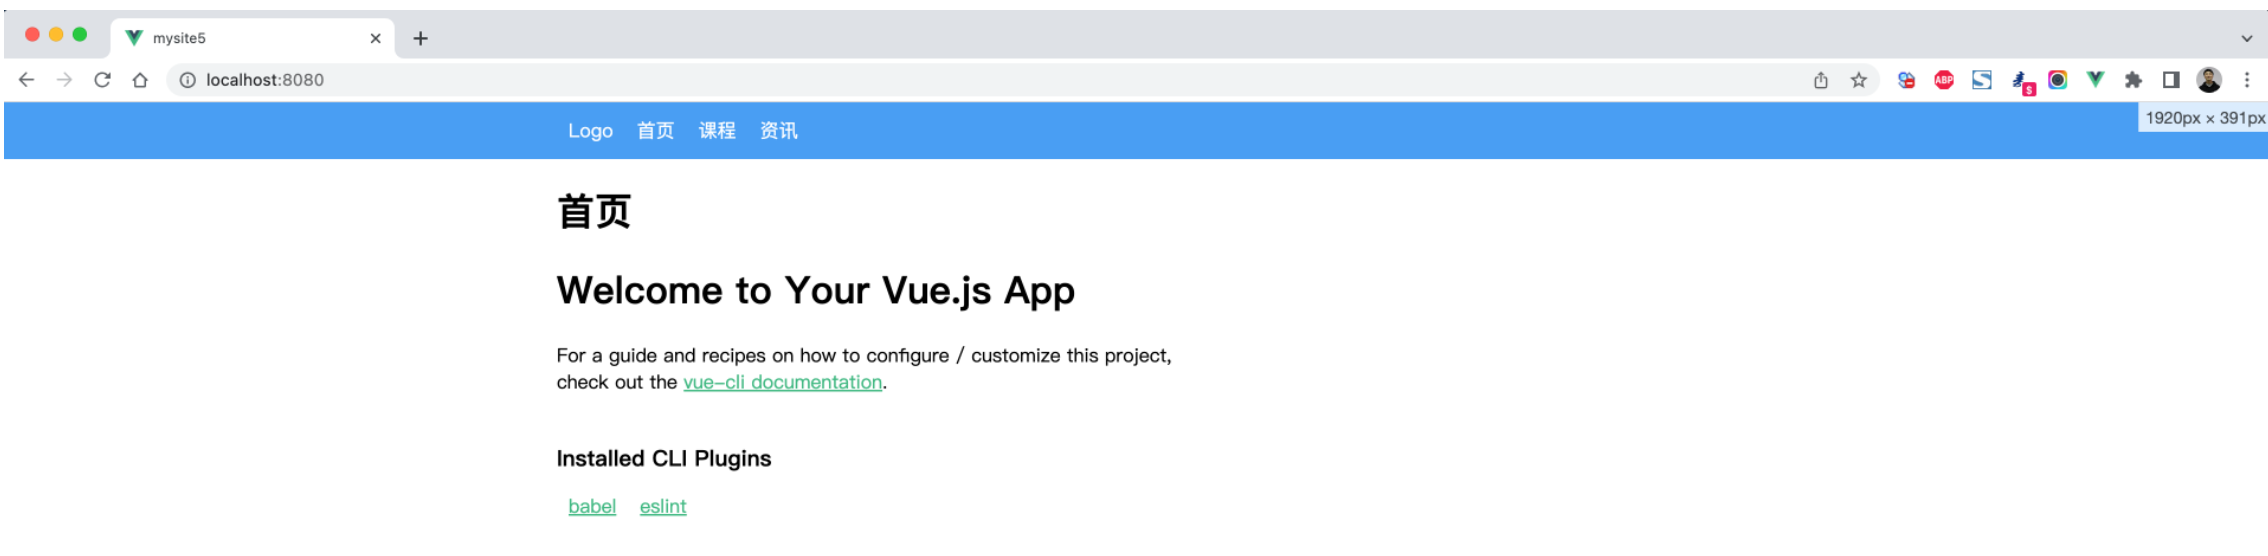 mysite5
localhost:8080
ABP
S
$
1920px × 391px
Logo 首页 课程 资讯
首页
Welcome to Your Vue.js App
For a guide and recipes on how to configure / customize this project,
check out the vue-cli documentation.
Installed CLI Plugins
babel eslint